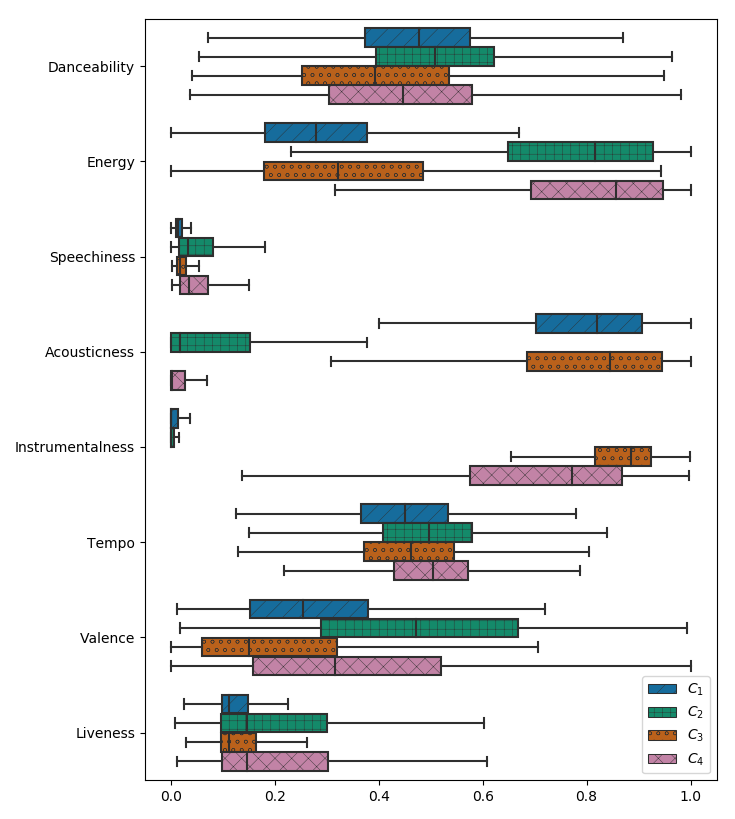 Danceability
Energy
Speechiness
Acousticness
Instrumentalness
Tempo
Valence
Liveness
C₁
C₂
C₃
C₄
0.0 0.2 0.4 0.6 0.8 1.0